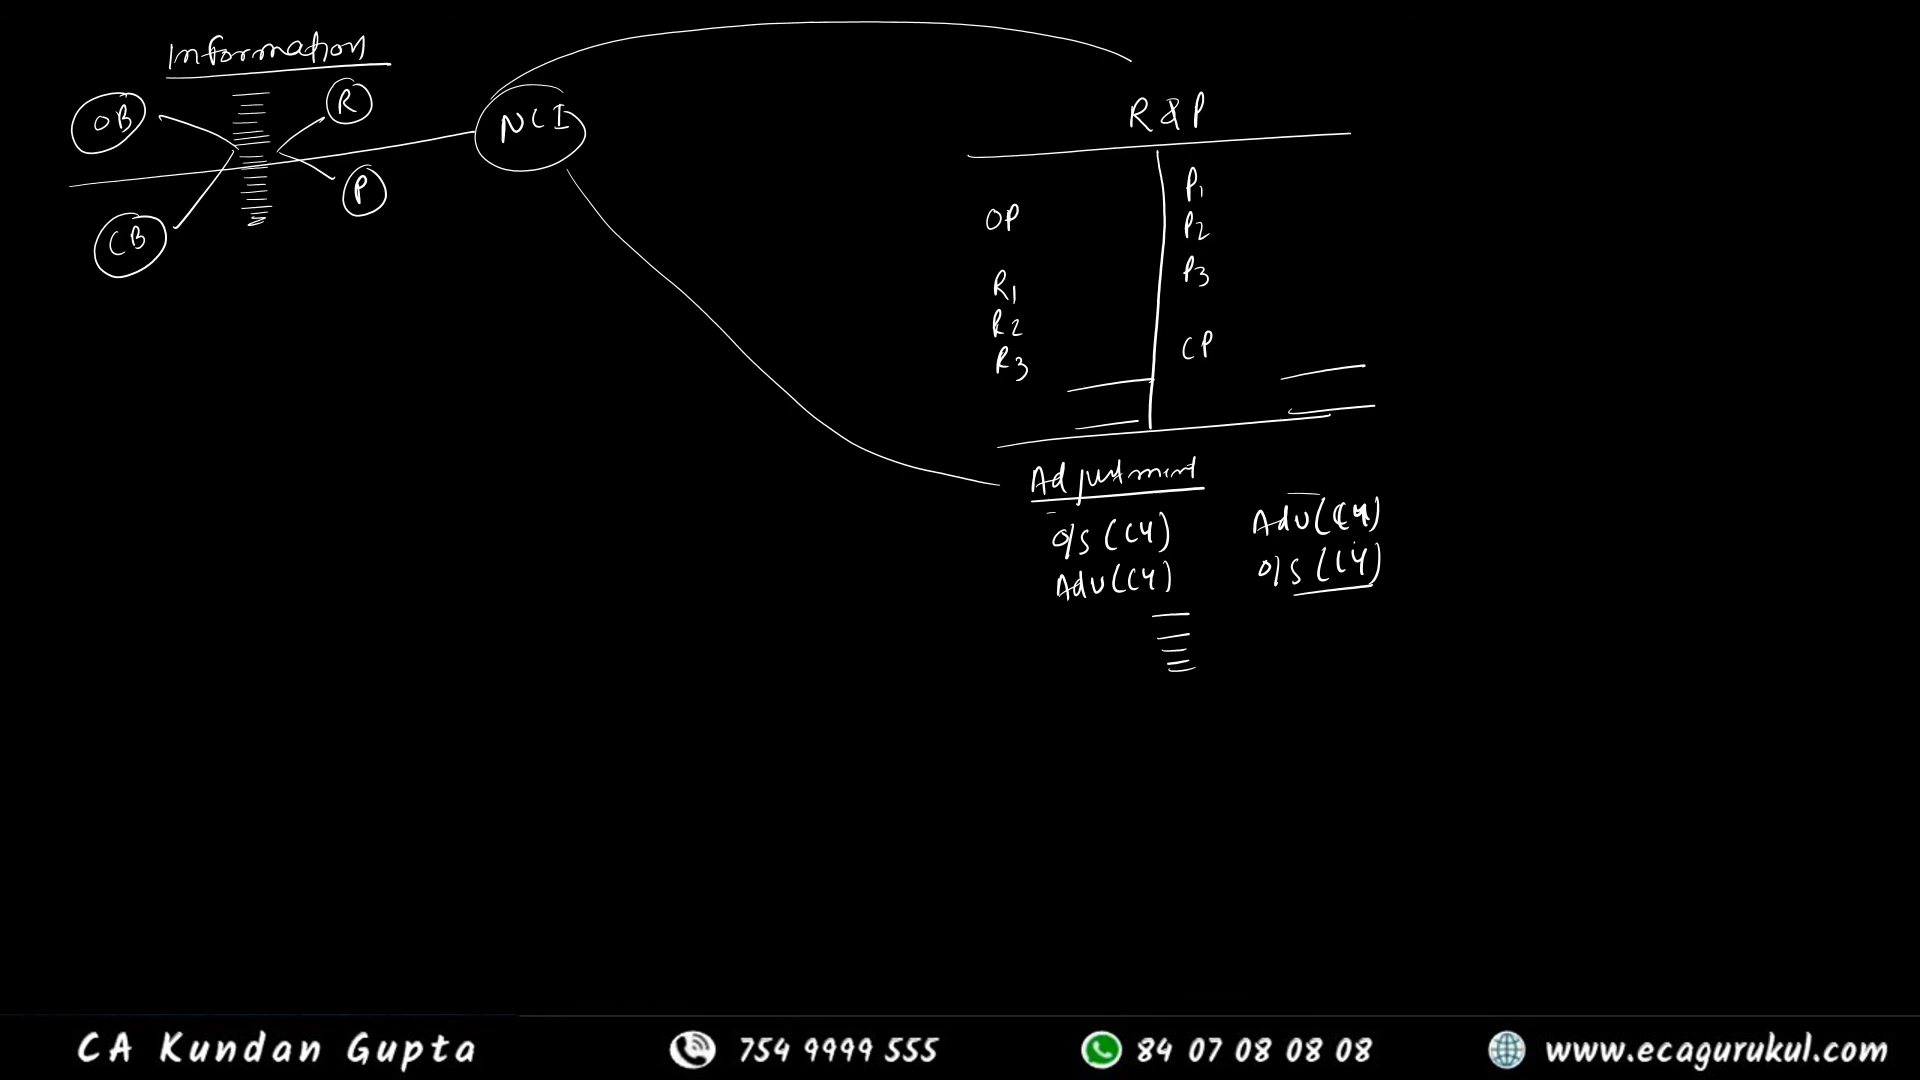 Information
OB
R
P
CB
NCI
R & P
OP
R1
R2
R3
P1
P2
P3
CP
Adjustment
o/s (CY)
Adv (CY)
Adv (CY)
o/s (CY)
CA Kundan Gupta
754 9999 555
84 07 08 08 08
www.ecagurukul.com